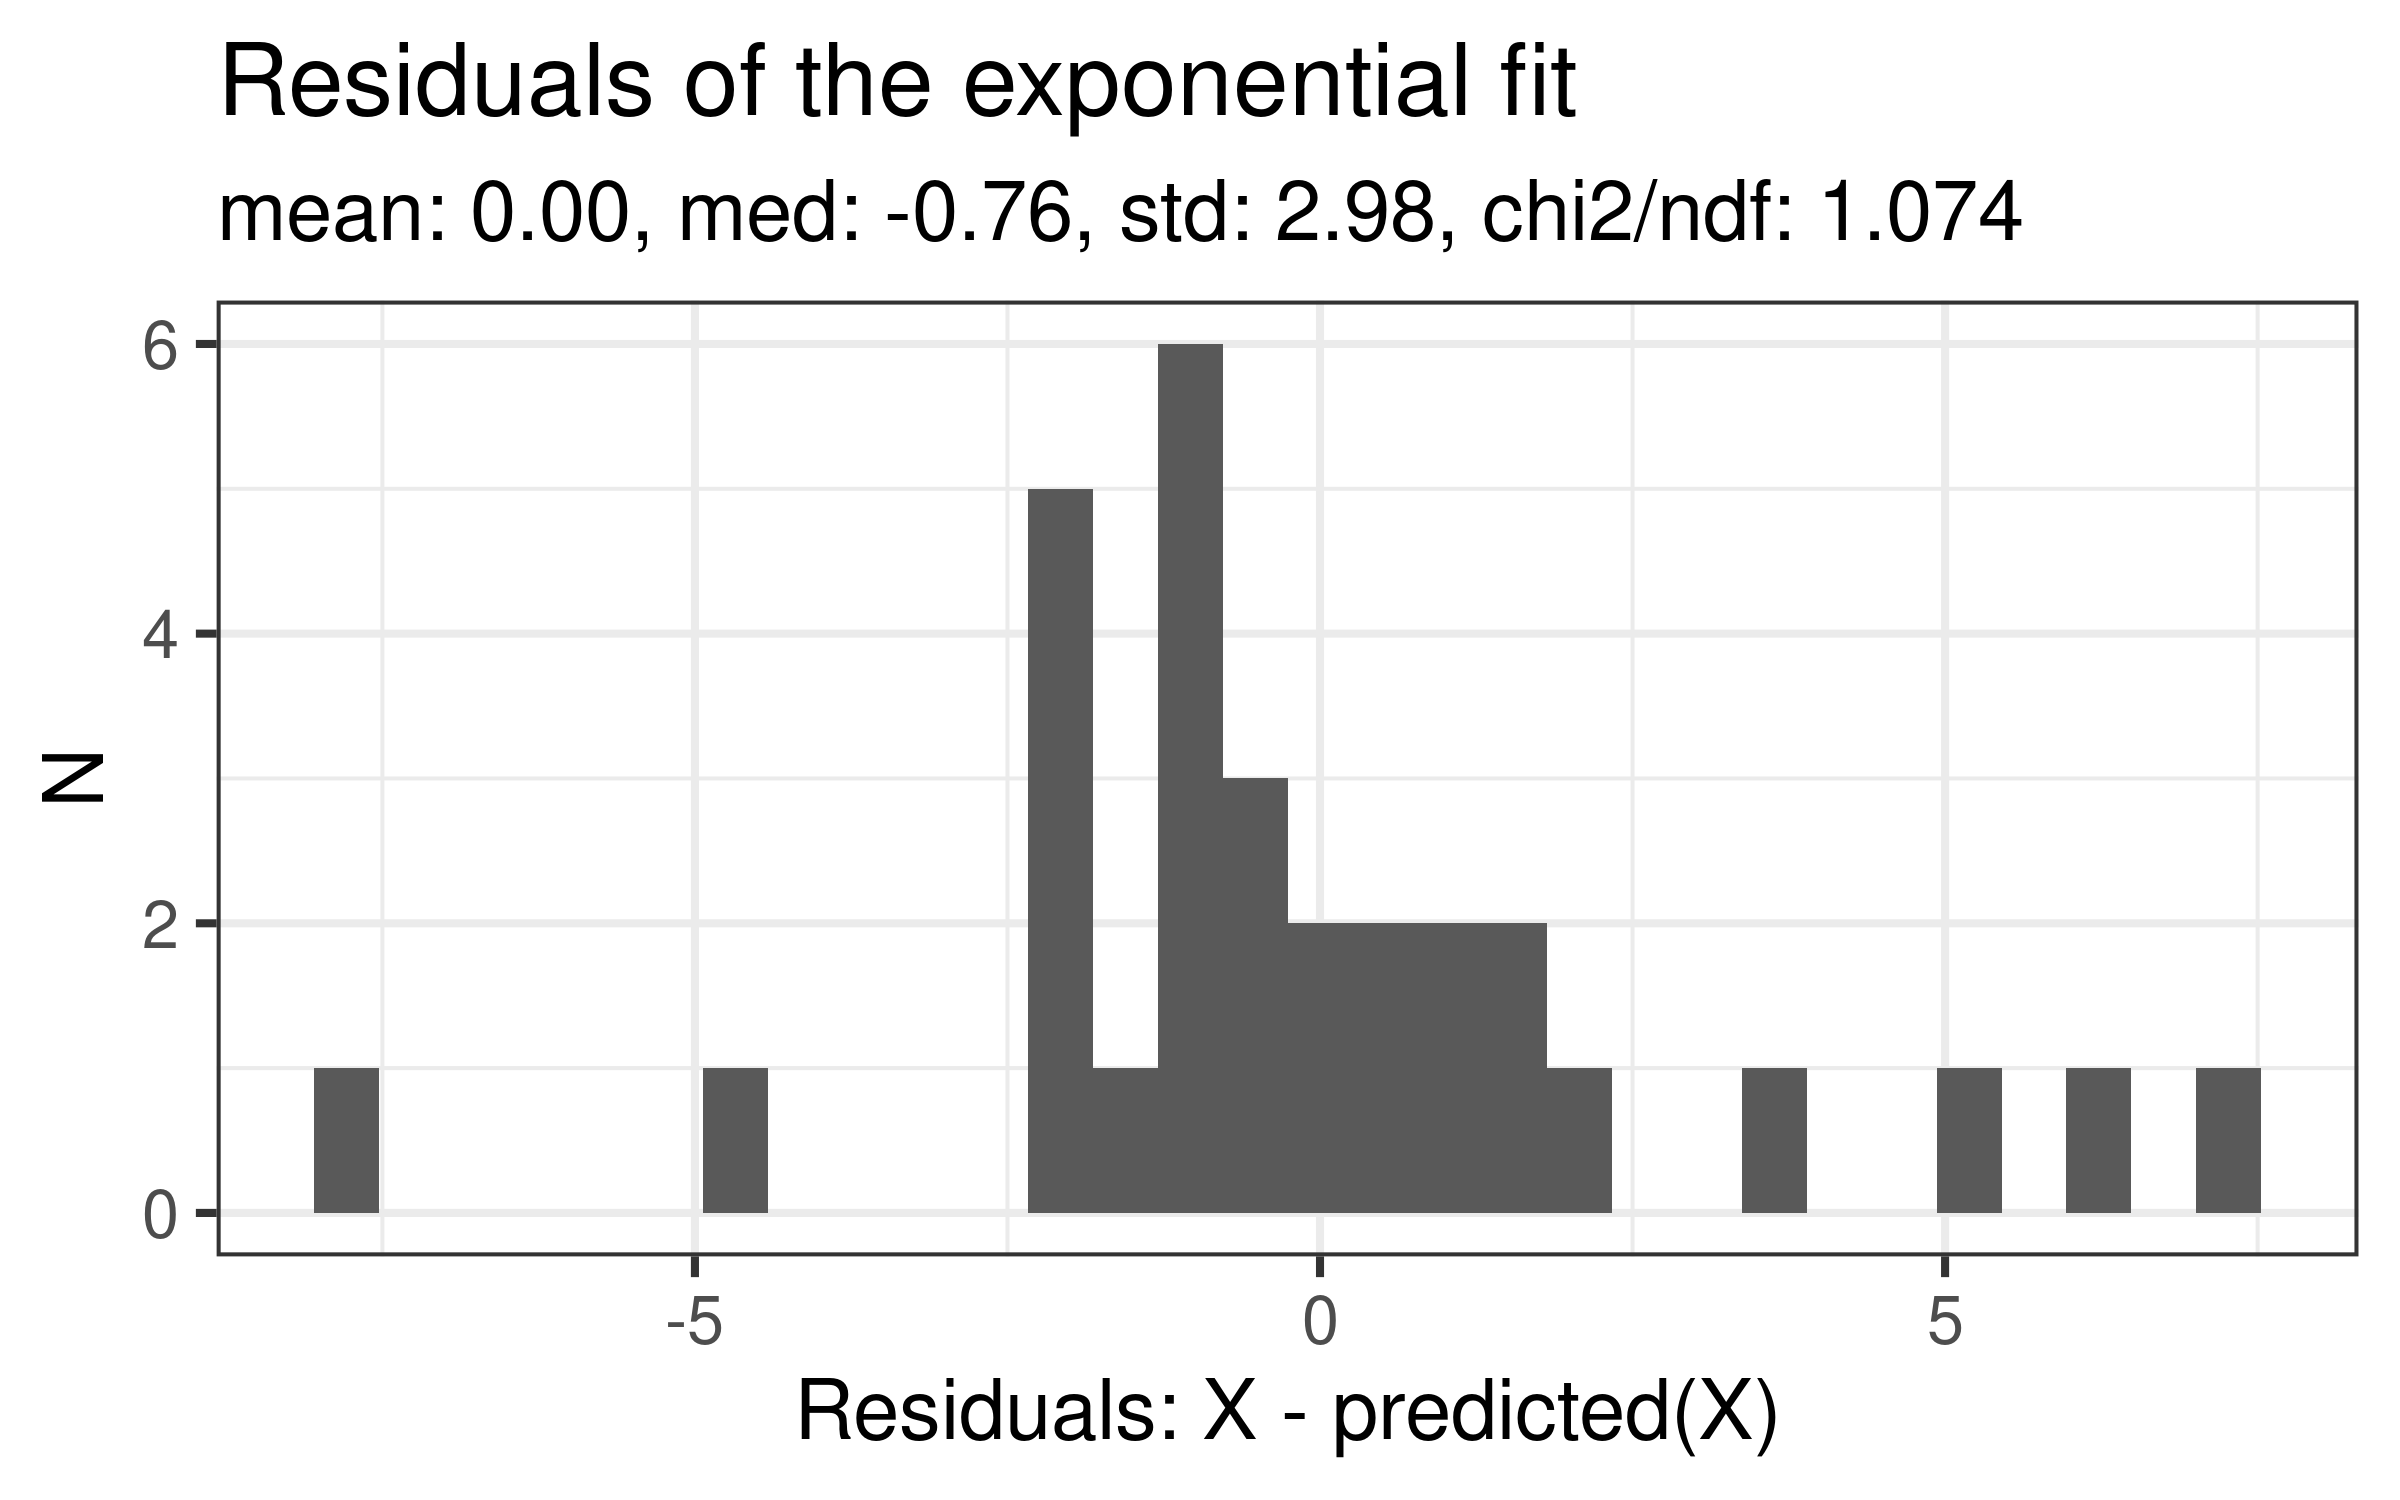 Residuals of the exponential fit
mean: 0.00, med: -0.76, std: 2.98, chi2/ndf: 1.074
6
4
2
0
N
-5 0 5
Residuals: X - predicted(X)